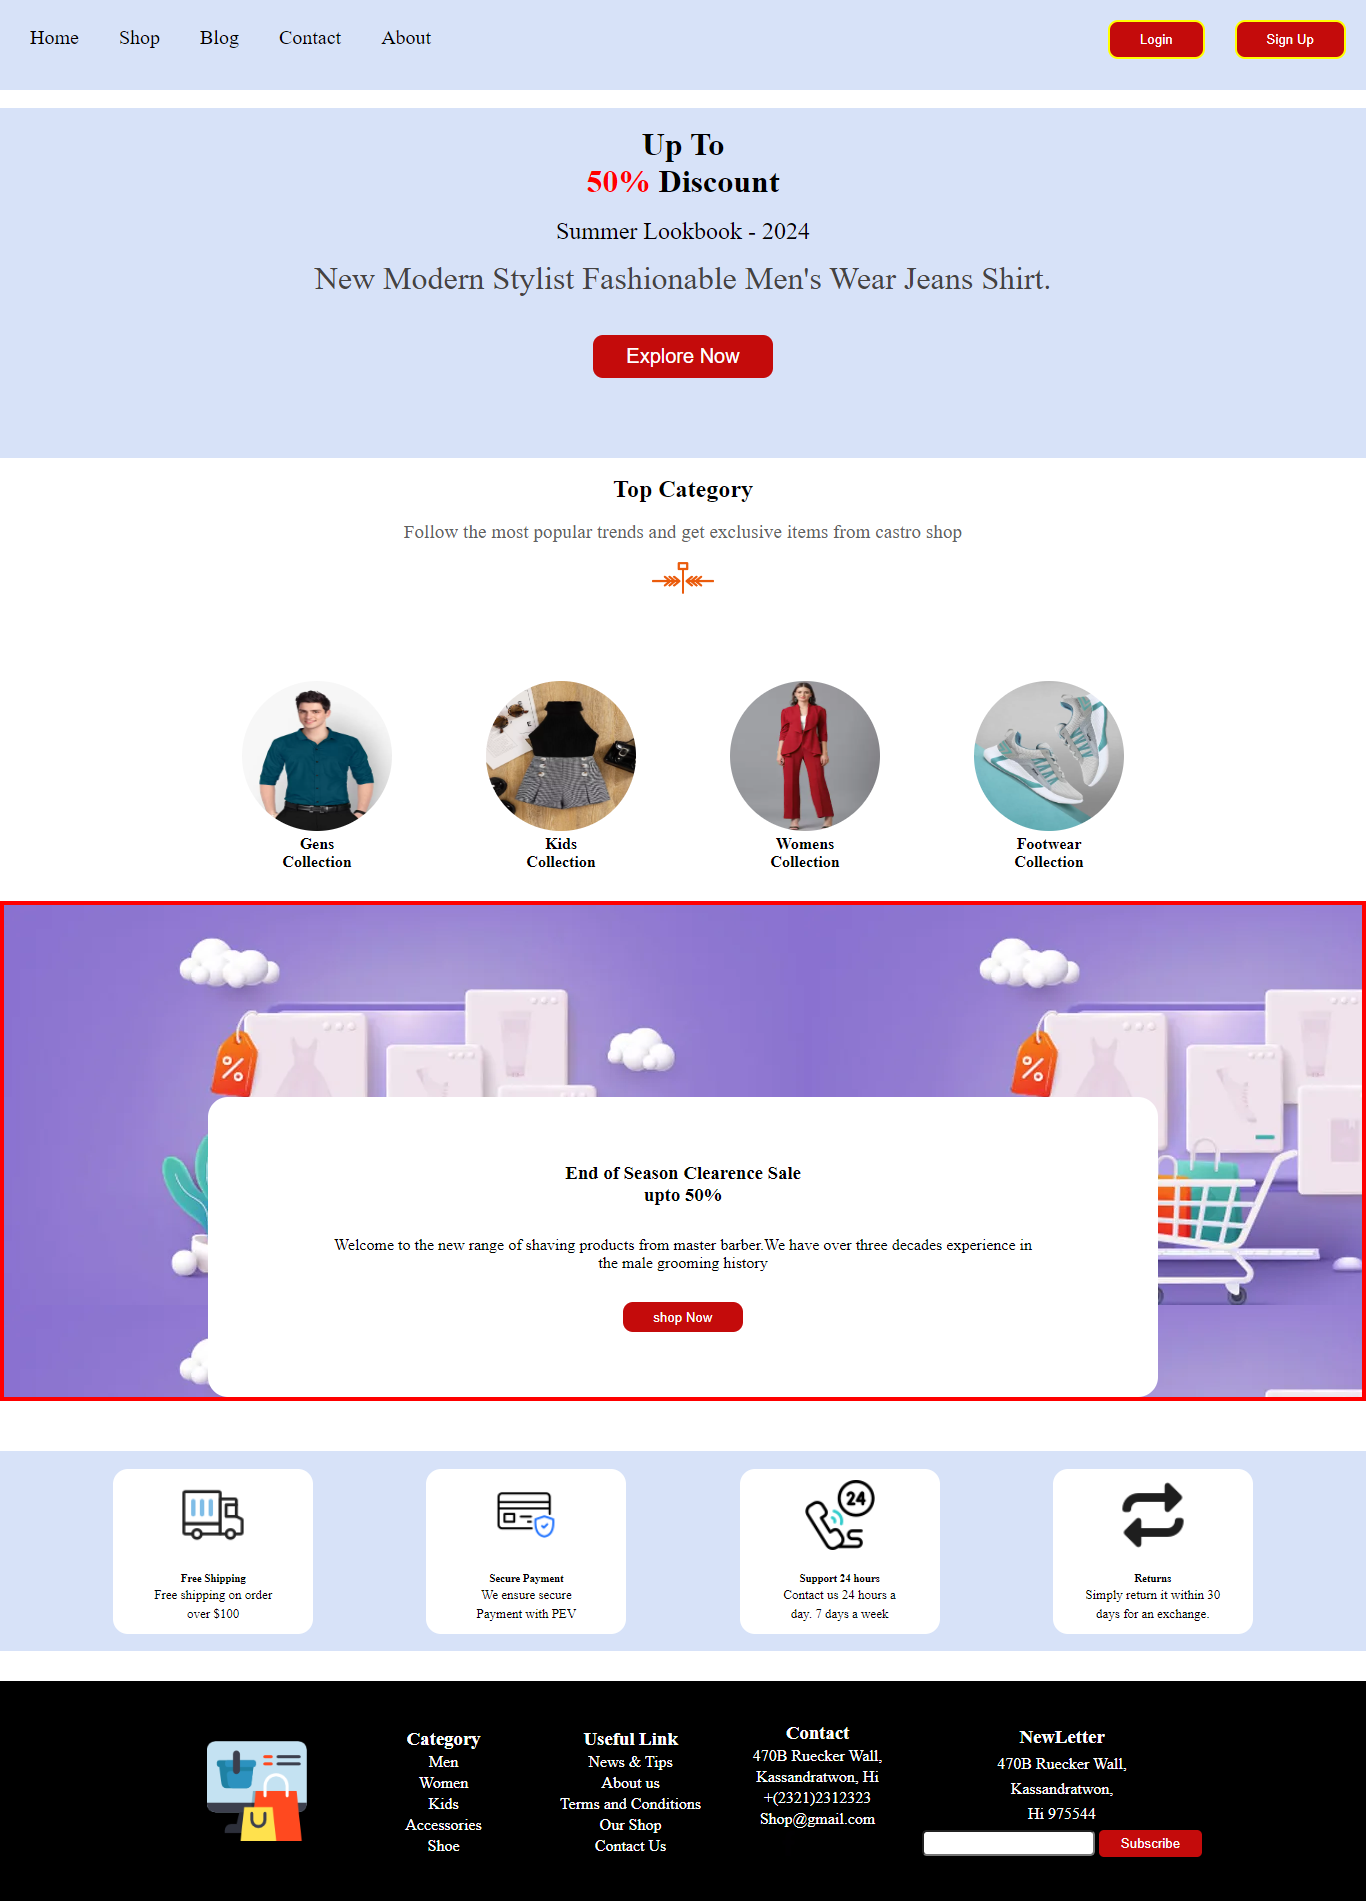 Home Shop Blog Contact About Login Sign Up
Up To
50% Discount
Summer Lookbook - 2024
New Modern Stylist Fashionable Men's Wear Jeans Shirt.
Explore Now
Top Category
Follow the most popular trends and get exclusive items from castro shop
Gens
Collection
Kids
Collection
Womens
Collection
Footwear
Collection
%
%
End of Season Clearence Sale
upto 50%
Welcome to the new range of shaving products from master barber.We have over three decades experience in
the male grooming history
shop Now
Free Shipping
Free shipping on order
over $100
Secure Payment
We ensure secure
Payment with PEV
24
Support 24 hours
Contact us 24 hours a
day. 7 days a week
Returns
Simply return it within 30
days for an exchange.
Category
Men
Women
Kids
Accessories
Shoe
Useful Link
News & Tips
About us
Terms and Conditions
Our Shop
Contact Us
Contact
470B Ruecker Wall,
Kassandratwon, Hi
+(2321)2312323
Shop@gmail.com
NewLetter
470B Ruecker Wall,
Kassandratwon,
Hi 975544
Subscribe